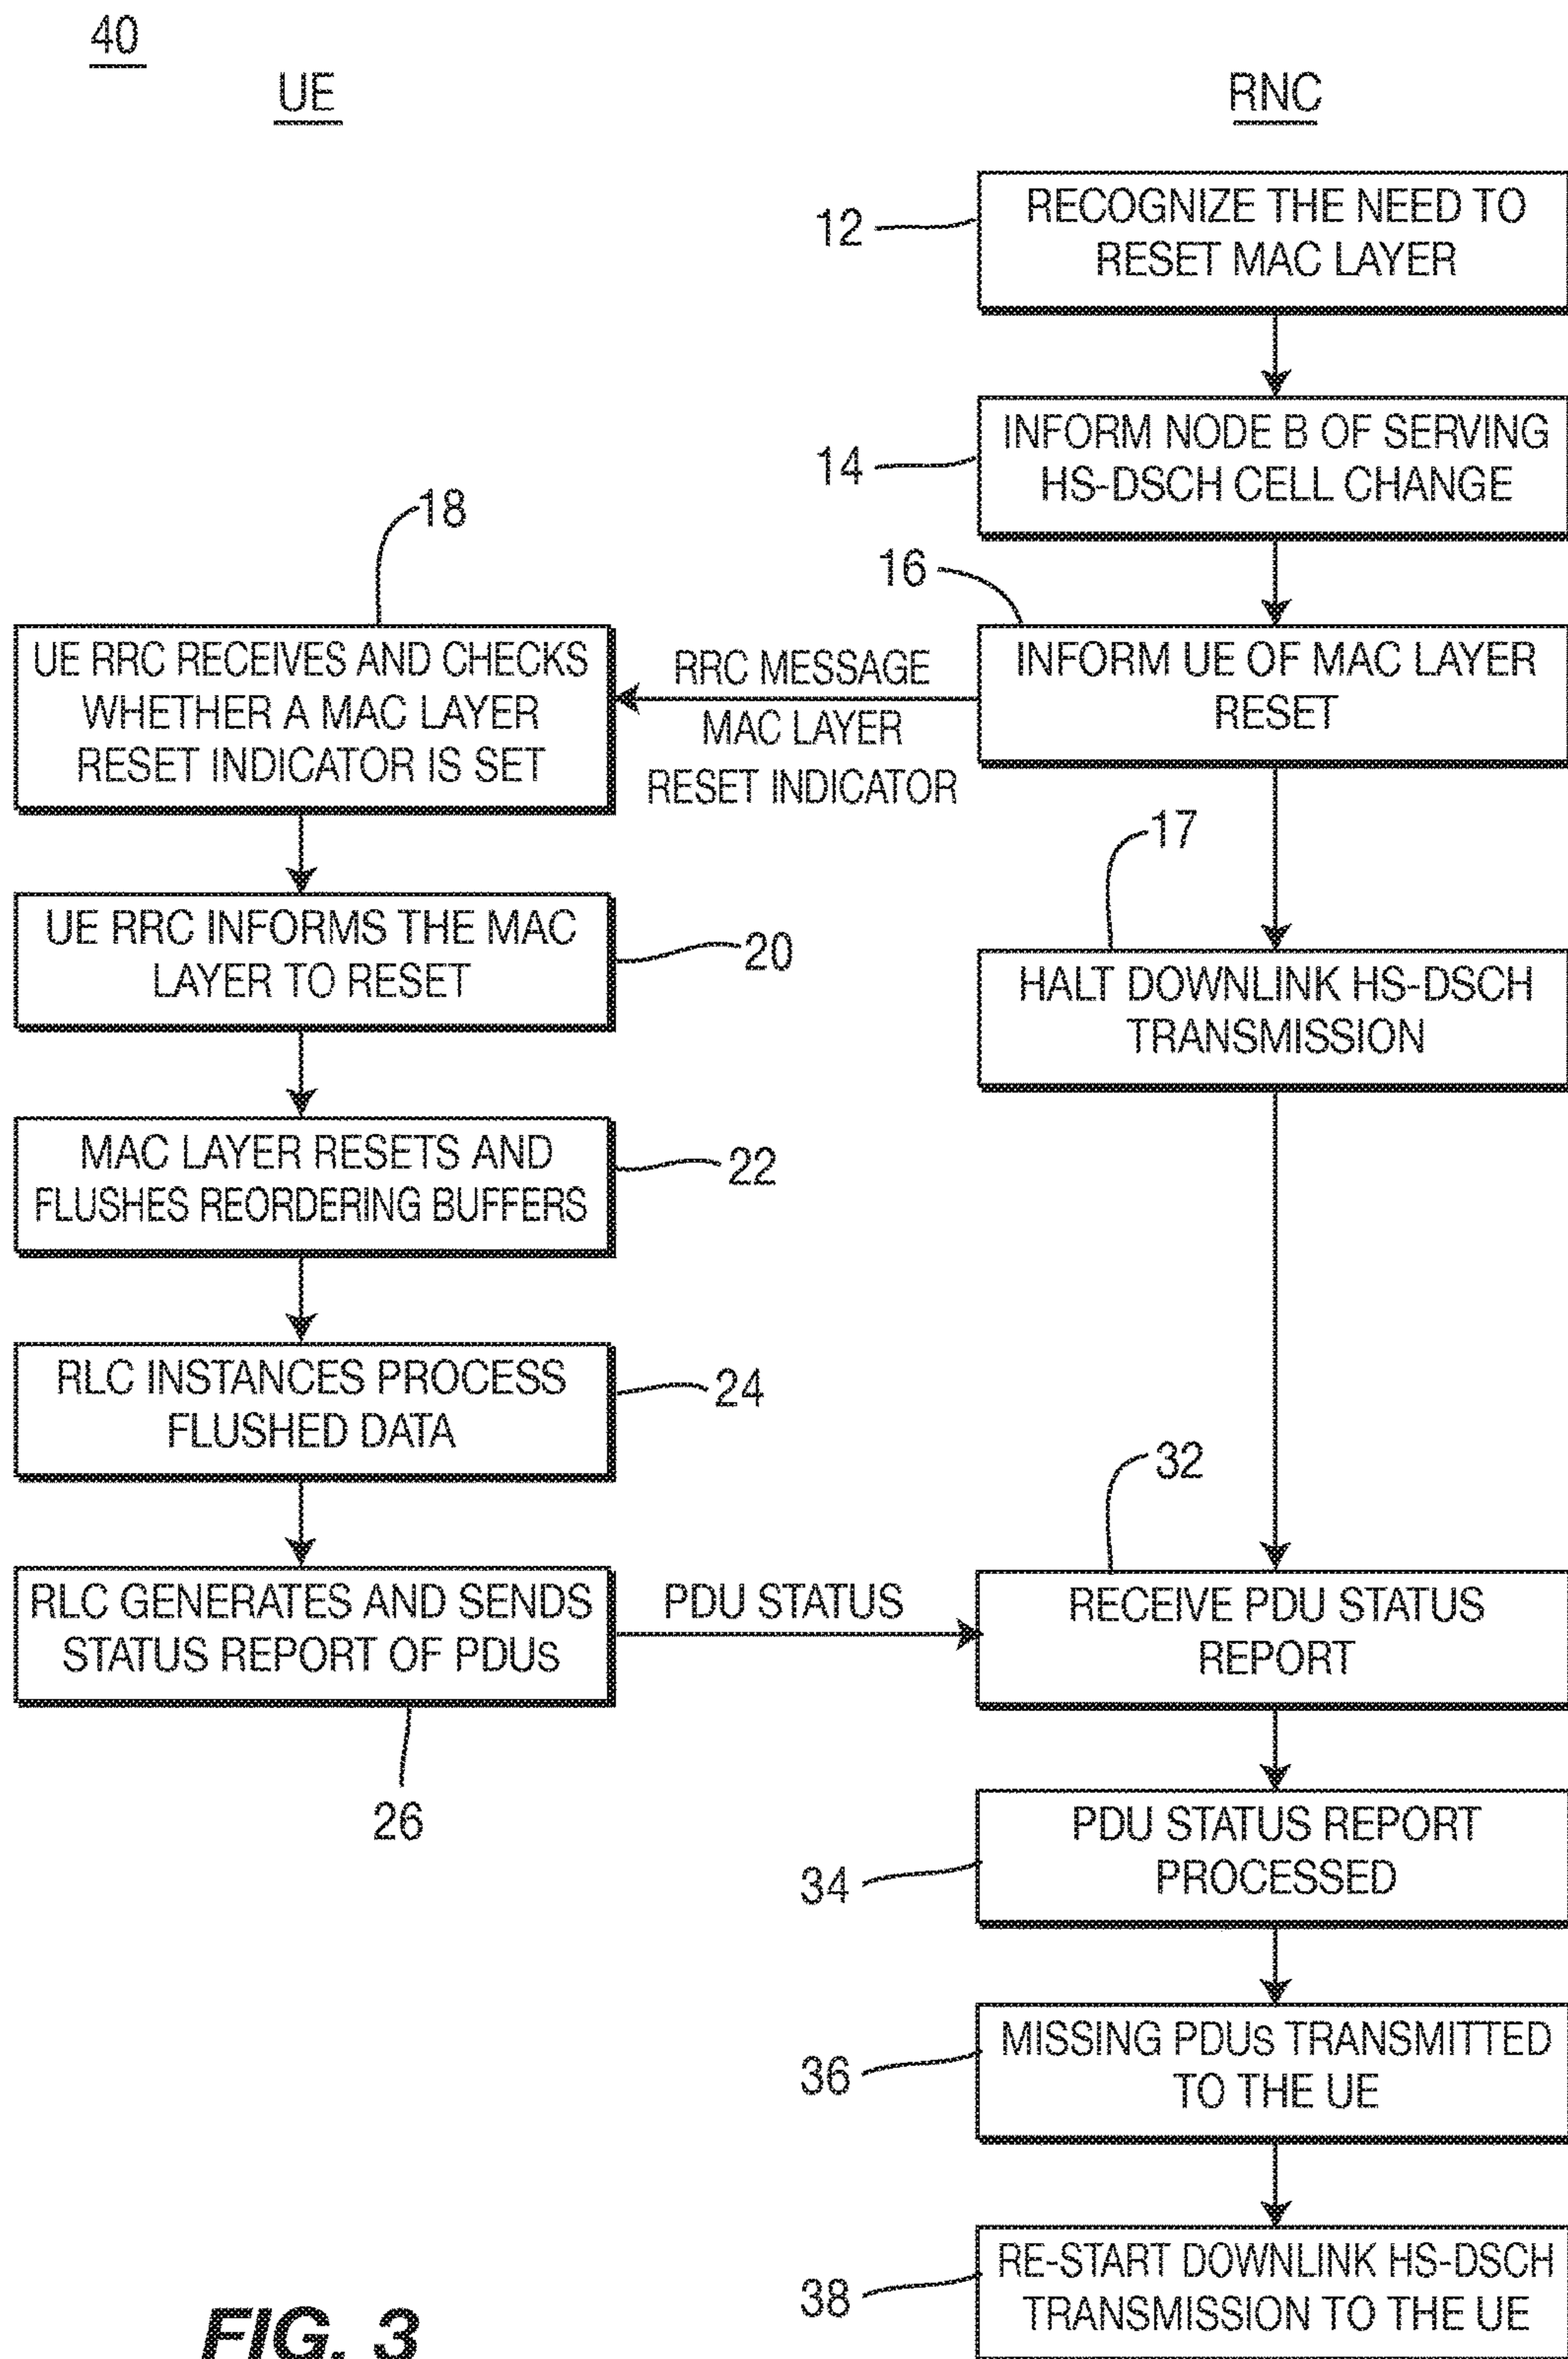 40
UE
RNC
12
RECOGNIZE THE NEED TO
RESET MAC LAYER
14
INFORM NODE B OF SERVING
HS-DSCH CELL CHANGE
16
INFORM UE OF MAC LAYER
RESET
RRC MESSAGE
MAC LAYER
RESET INDICATOR
18
UE RRC RECEIVES AND CHECKS
WHETHER A MAC LAYER
RESET INDICATOR IS SET
17
HALT DOWNLINK HS-DSCH
TRANSMISSION
UE RRC INFORMS THE MAC
LAYER TO RESET
20
MAC LAYER RESETS AND
FLUSHES REORDERING BUFFERS
22
RLC INSTANCES PROCESS
FLUSHED DATA
24
RLC GENERATES AND SENDS
STATUS REPORT OF PDUs
26
PDU STATUS
32
RECEIVE PDU STATUS
REPORT
34
PDU STATUS REPORT
PROCESSED
36
MISSING PDUs TRANSMITTED
TO THE UE
38
RE-START DOWNLINK HS-DSCH
TRANSMISSION TO THE UE
FIG. 3